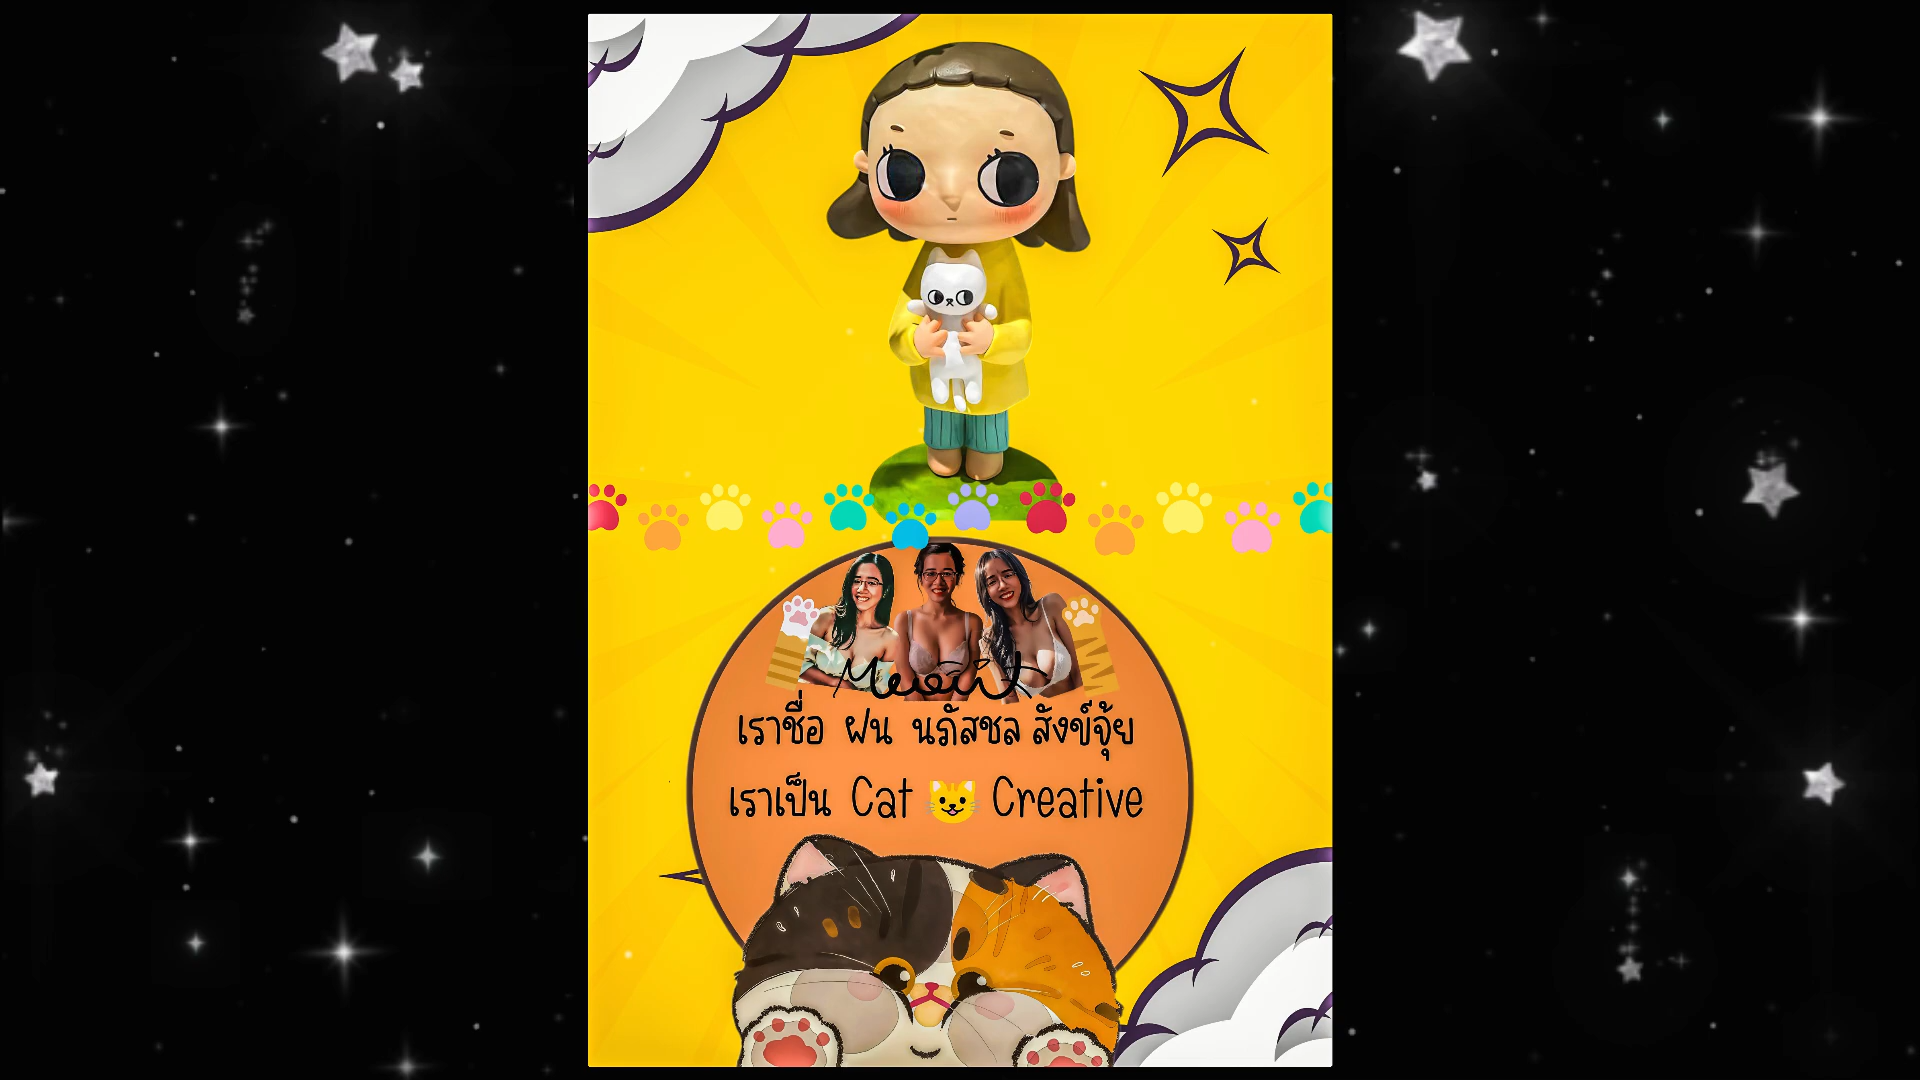 เราชื่อ ฝน นภัสชล สังข์จุ้ย
เราเป็น Cat Creative